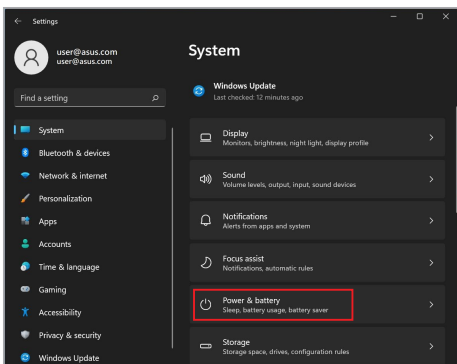 Settings
user@asus.com
user@asus.com
Find a setting
System
Bluetooth & devices
Network & internet
Personalization
Apps
Accounts
Time & language
Gaming
Accessibility
Privacy & security
Windows Update
System
Windows Update
Last checked: 12 minutes ago
Display
Monitors, brightness, night light, display profile
Sound
Volume levels, output, input, sound devices
Notifications
Alerts from apps and system
Focus assist
Notifications, automatic rules
Power & battery
Sleep, battery usage, battery saver
Storage
Storage space, drives, configuration rules